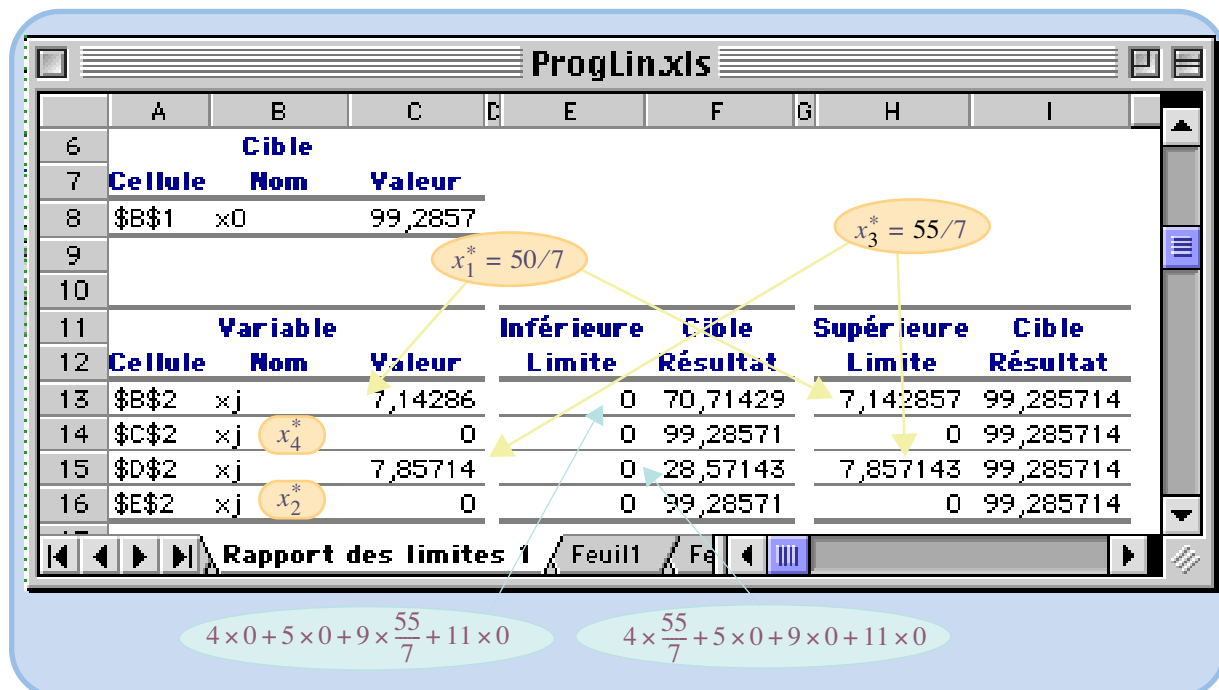 ProgLin.xls
A B C D E F G H I
6 Cible
7 Cellule Nom Valeur
8 $B$1 x0 99,2857
x₃* = 55/7
9
x₁* = 50/7
10
11 Variable Inférieure Cible Supérieure Cible
12 Cellule Nom Valeur Limite Résultat Limite Résultat
13 $B$2 xj 7,14286 0 70,71429 7,142857 99,285714
14 $C$2 xj x₄* 0 0 99,28571 0 99,285714
15 $D$2 xj 7,85714 0 28,57143 7,857143 99,285714
16 $E$2 xj x₂* 0 0 99,28571 0 99,285714
Rapport des limites 1 Feuil1 Fe
4 × 0 + 5 × 0 + 9 × 55/7 + 11 × 0
4 × 55/7 + 5 × 0 + 9 × 0 + 11 × 0